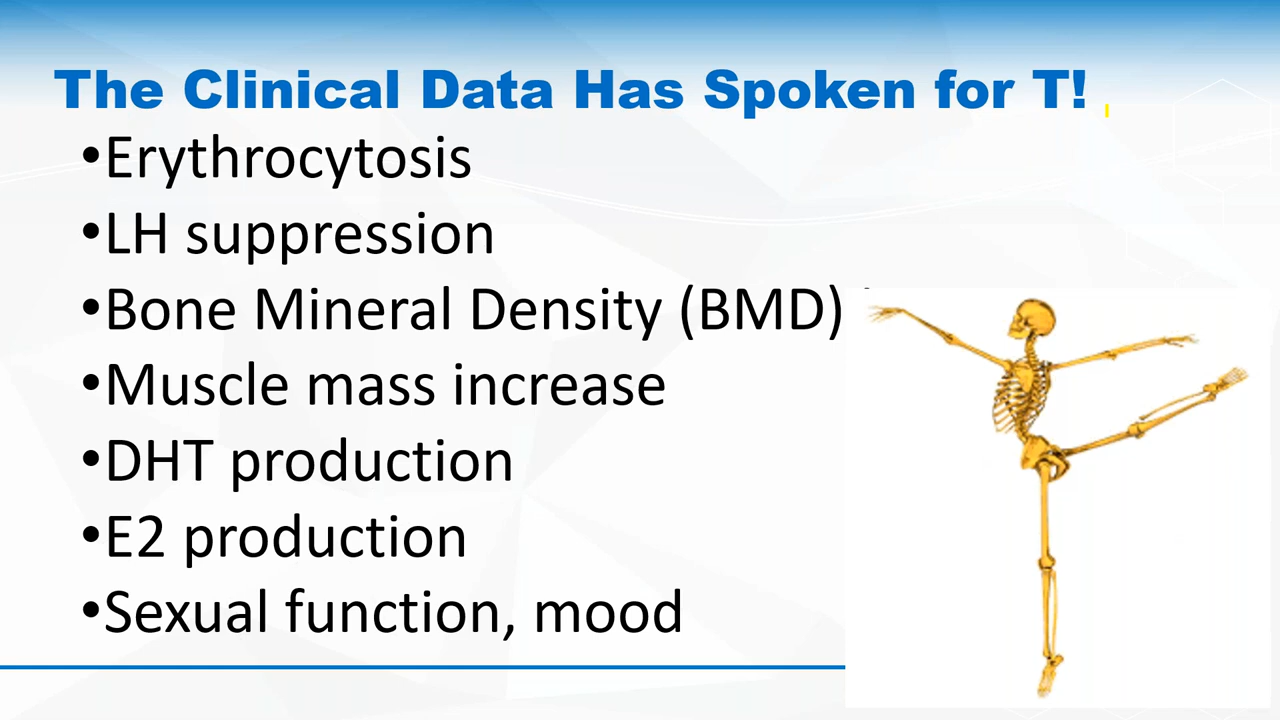 The Clinical Data Has Spoken for T!
•Erythrocytosis
•LH suppression
•Bone Mineral Density (BMD)
•Muscle mass increase
•DHT production
•E2 production
•Sexual function, mood